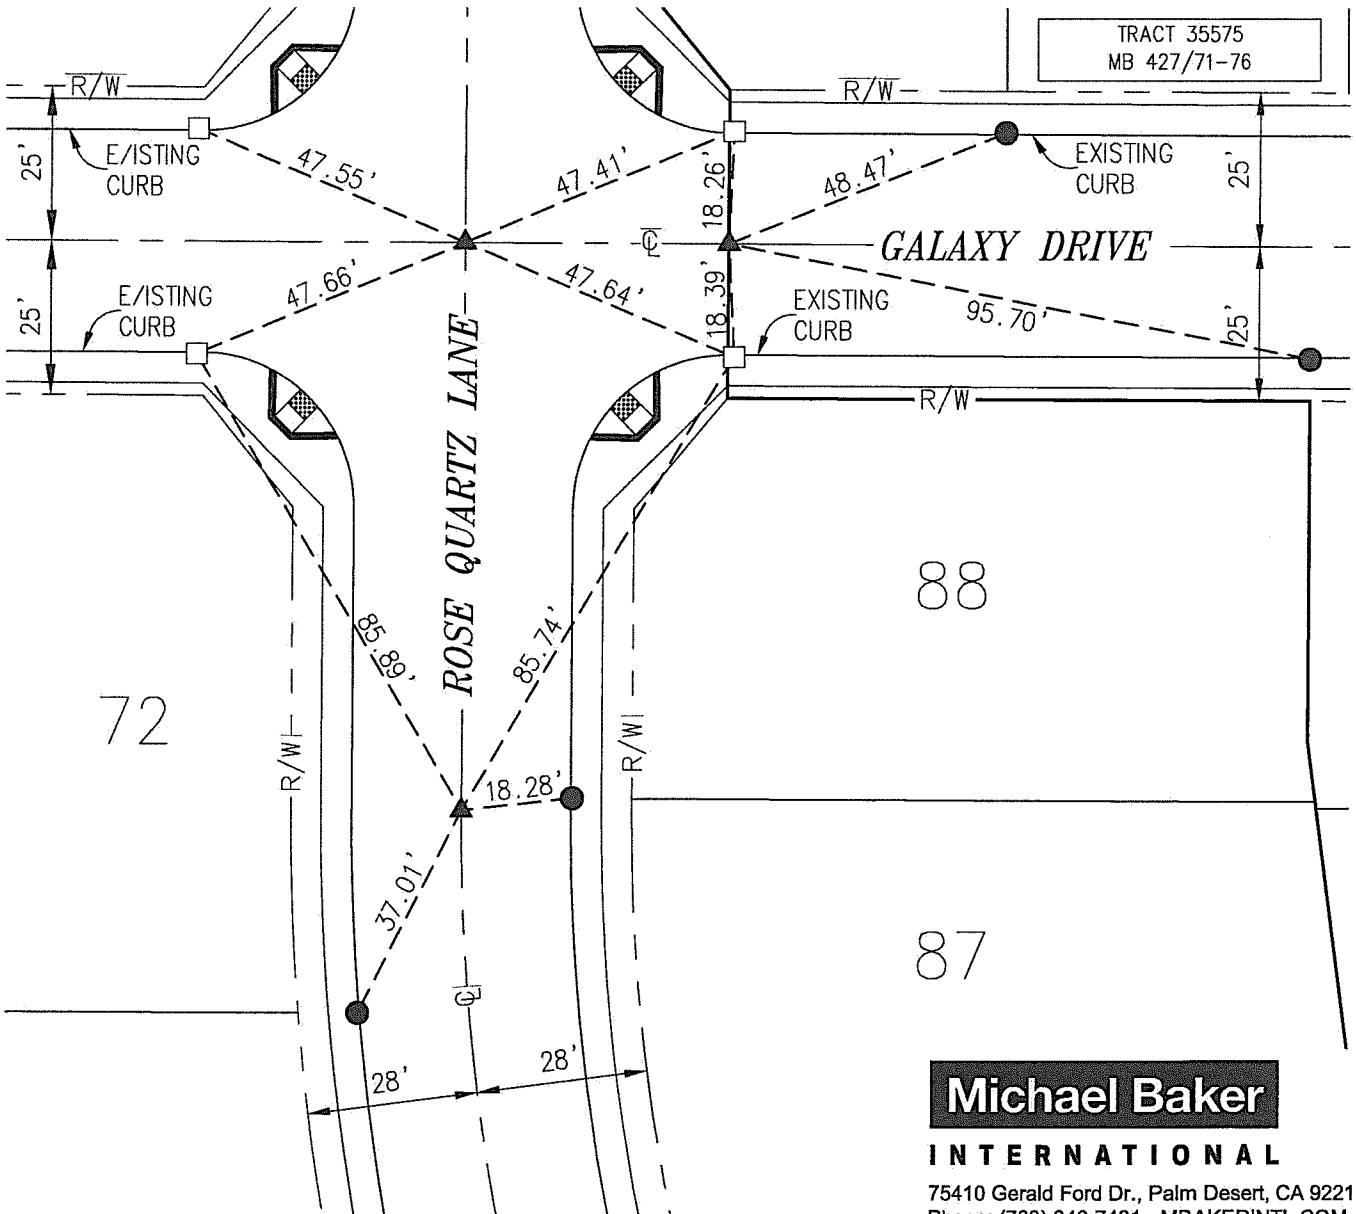 TRACT 35575
MB 427/71-76
R/W
R/W
25'
E/ISTING
CURB
47.55'
47.41'
18.26'
48.47'
EXISTING
CURB
25'
℄
GALAXY DRIVE
25'
E/ISTING
CURB
47.66'
47.64'
18.39'
EXISTING
CURB
95.70'
25'
R/W
ROSE QUARTZ LANE
88
85.89'
85.74'
72
R/W
R/W
18.28'
37.01'
87
℄
28'
28'
Michael Baker
INTERNATIONAL
75410 Gerald Ford Dr., Palm Desert, CA 9221